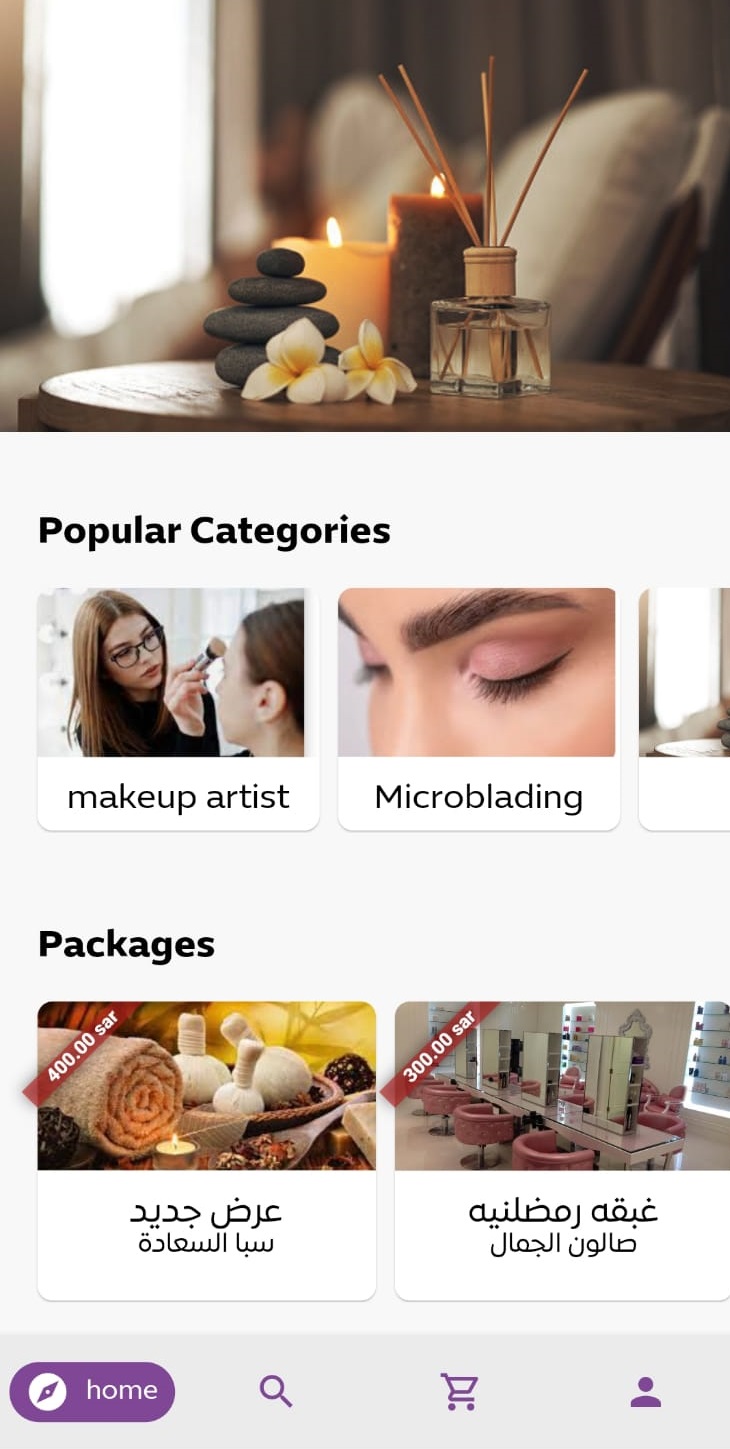 Popular Categories
makeup artist
Microblading
Packages
400.00 sar
300.00 sar
عرض جديد
سبا السعادة
غبقه رمضلنيه
صالون الجمال
home